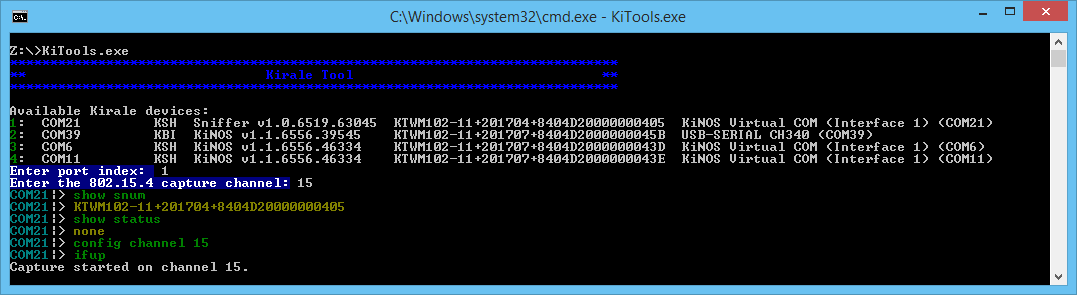 C:\Windows\system32\cmd.exe - KiTools.exe
Z:\>KiTools.exe
********************************************************************************
** Kirale Tool **
********************************************************************************
Available Kirale devices:
1: COM21 KSH Sniffer v1.0.6519.63045 KTWM102-11+201704+8404D20000000405 KiNOS Virtual COM (Interface 1) (COM21)
2: COM39 KBI KiNOS v1.1.6556.39545 KTWM102-11+201707+8404D2000000045B USB-SERIAL CH340 (COM39)
3: COM6 KSH KiNOS v1.1.6556.46334 KTWM102-11+201704+8404D2000000043D KiNOS Virtual COM (Interface 1) (COM6)
4: COM11 KSH KiNOS v1.1.6556.46334 KTWM102-11+201704+8404D2000000043E KiNOS Virtual COM (Interface 1) (COM11)
Enter port index: 1
Enter the 802.15.4 capture channel: 15
COM21|> show snum
COM21|> KTWM102-11+201704+8404D20000000405
COM21|> show status
COM21|> none
COM21|> config channel 15
COM21|> ifup
Capture started on channel 15.